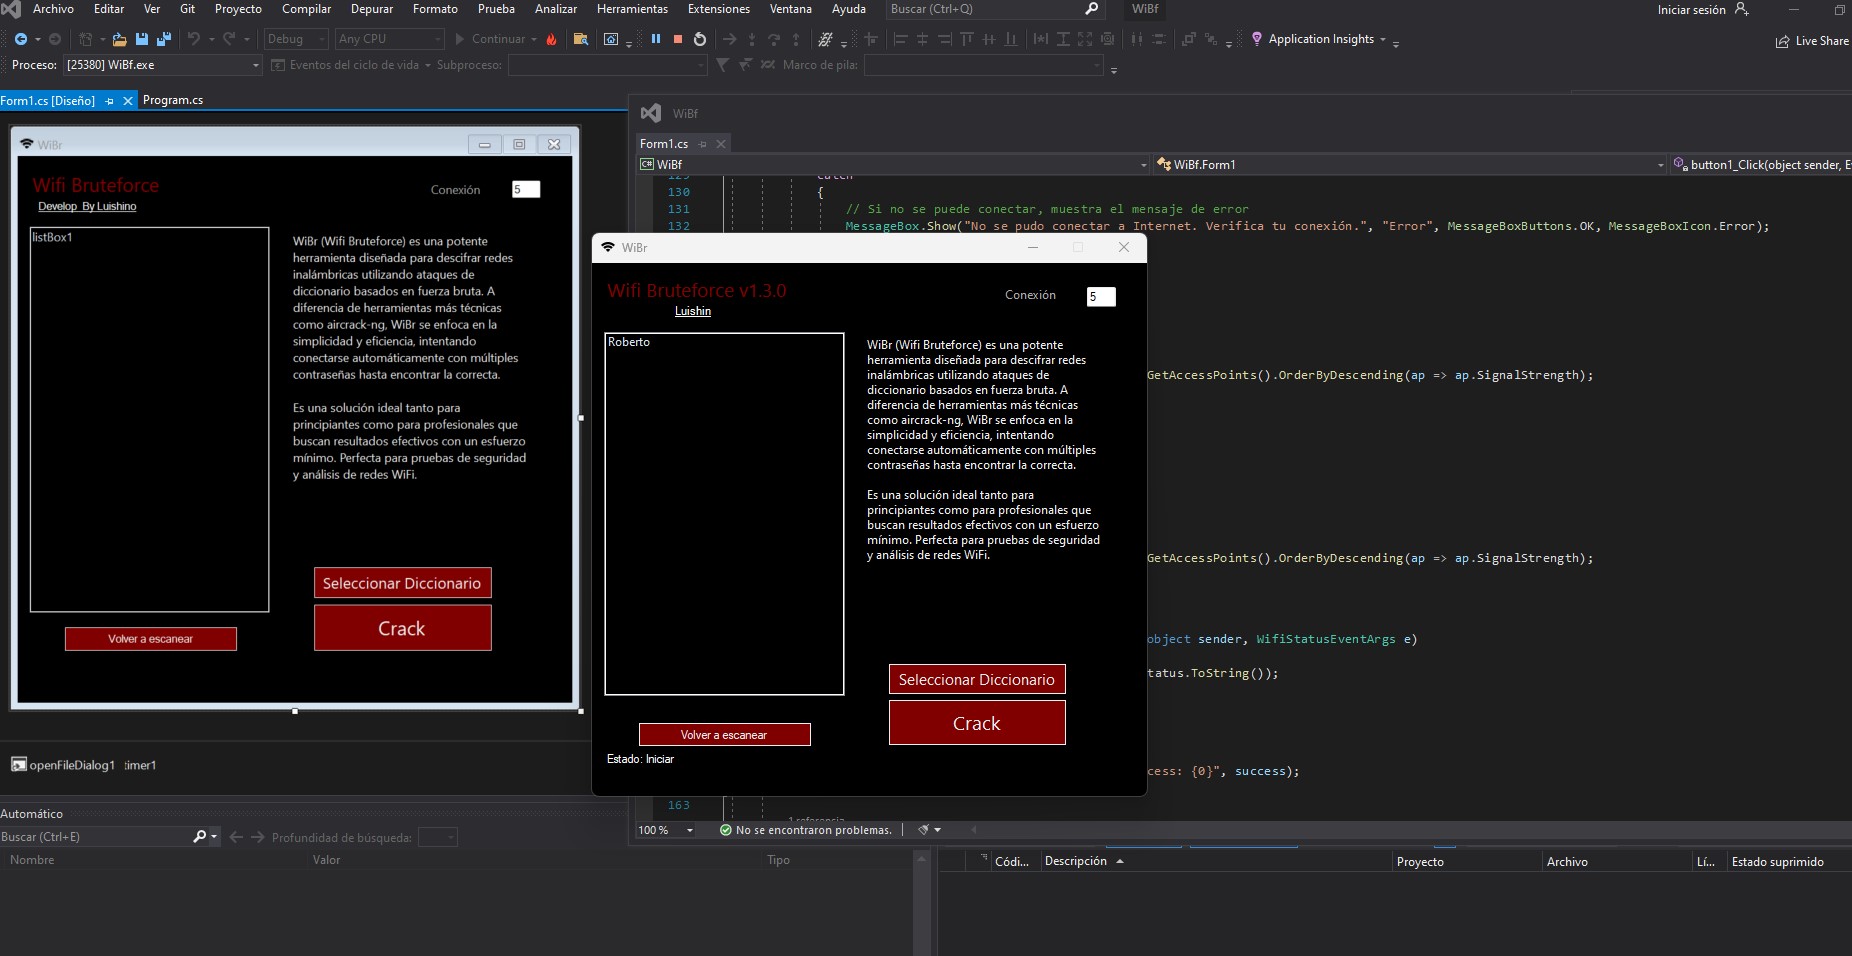 Archivo Editar Ver Git Proyecto Compilar Depurar Formato Prueba Analizar Herramientas Extensiones Ventana Ayuda Buscar (Ctrl+Q) WiBf Iniciar sesión
Debug Any CPU Continuar Application Insights Live Share
Proceso: [25380] WiBf.exe Eventos del ciclo de vida Subproceso: Marco de pila:
Form1.cs [Diseño] Program.cs
WiBr
Wifi Bruteforce
Develop By Luishino
Conexión 5
listBox1
WiBr (Wifi Bruteforce) es una potente
herramienta diseñada para descifrar redes
inalámbricas utilizando ataques de
diccionario basados en fuerza bruta. A
diferencia de herramientas más técnicas
como aircrack-ng, WiBr se enfoca en la
simplicidad y eficiencia, intentando
conectarse automáticamente con múltiples
contraseñas hasta encontrar la correcta.
Es una solución ideal tanto para
principiantes como para profesionales que
buscan resultados efectivos con un esfuerzo
mínimo. Perfecta para pruebas de seguridad
y análisis de redes WiFi.
Seleccionar Diccionario
Crack
Volver a escanear
openFileDialog1 timer1
WiBf
Form1.cs
WiBf WiBf.Form1 button1_Click(object sender, E
129 catch
130 {
131 // Si no se puede conectar, muestra el mensaje de error
132 MessageBox.Show("No se pudo conectar a Internet. Verifica tu conexión.", "Error", MessageBoxButtons.OK, MessageBoxIcon.Error);
GetAccessPoints().OrderByDescending(ap => ap.SignalStrength);
GetAccessPoints().OrderByDescending(ap => ap.SignalStrength);
object sender, WifiStatusEventArgs e)
tatus.ToString());
cess: {0}", success);
163
1 referencia
100 % No se encontraron problemas.
WiBr
Wifi Bruteforce v1.3.0
Luishin
Conexión 5
Roberto
WiBr (Wifi Bruteforce) es una potente
herramienta diseñada para descifrar redes
inalámbricas utilizando ataques de
diccionario basados en fuerza bruta. A
diferencia de herramientas más técnicas
como aircrack-ng, WiBr se enfoca en la
simplicidad y eficiencia, intentando
conectarse automáticamente con múltiples
contraseñas hasta encontrar la correcta.
Es una solución ideal tanto para
principiantes como para profesionales que
buscan resultados efectivos con un esfuerzo
mínimo. Perfecta para pruebas de seguridad
y análisis de redes WiFi.
Seleccionar Diccionario
Crack
Volver a escanear
Estado: Iniciar
Automático
Buscar (Ctrl+E) Profundidad de búsqueda:
Nombre Valor Tipo
Códi... Descripción Proyecto Archivo Lí... Estado suprimido